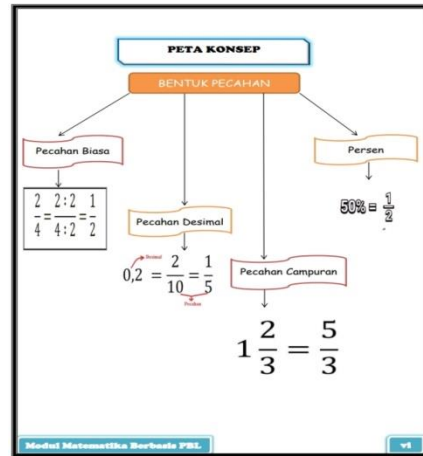 PETA KONSEP
BENTUK PECAHAN
Pecahan Biasa
2/4 = 2:2/4:2 = 1/2
Persen
50% = 1/2
Pecahan Desimal
Desimal
0,2 = 2/10 = 1/5
Pecahan
Pecahan Campuran
1 2/3 = 5/3
Modul Matematika Berbasis PBL
vi